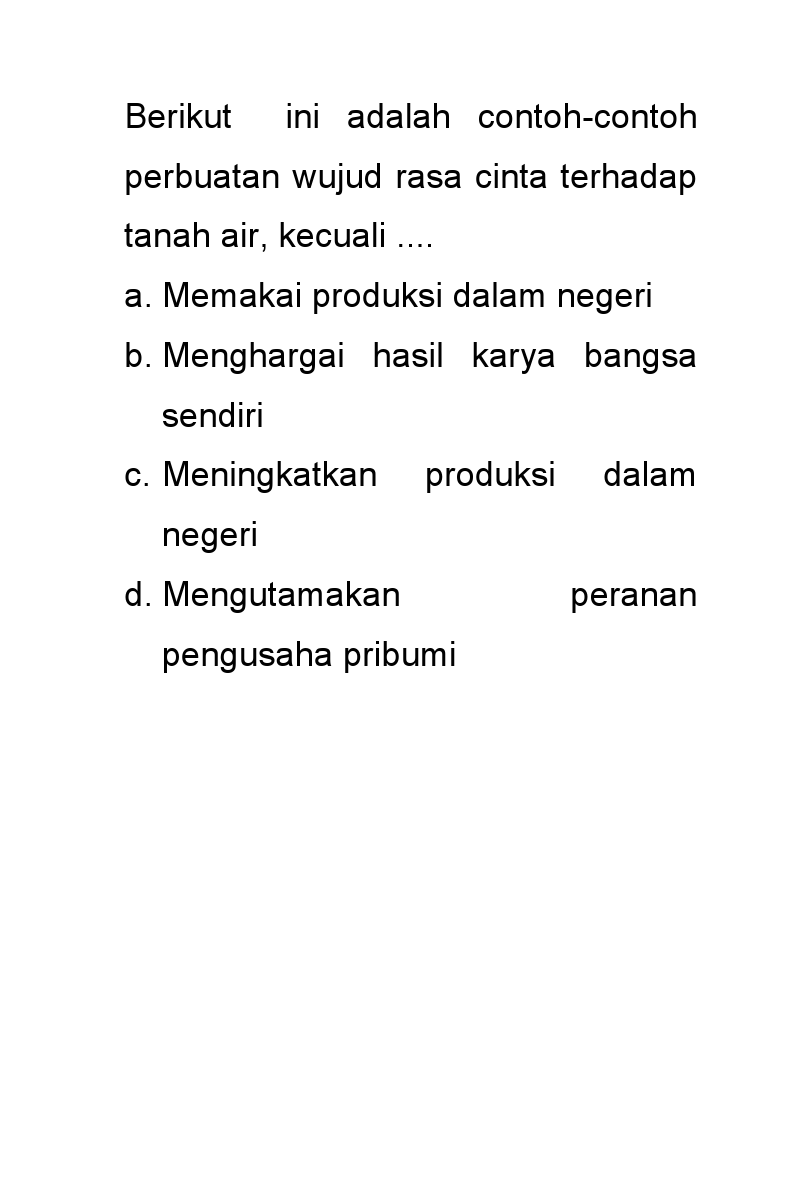 Berikut ini adalah contoh-contoh
perbuatan wujud rasa cinta terhadap
tanah air, kecuali ....
a. Memakai produksi dalam negeri
b. Menghargai hasil karya bangsa
sendiri
c. Meningkatkan produksi dalam
negeri
d. Mengutamakan peranan
pengusaha pribumi